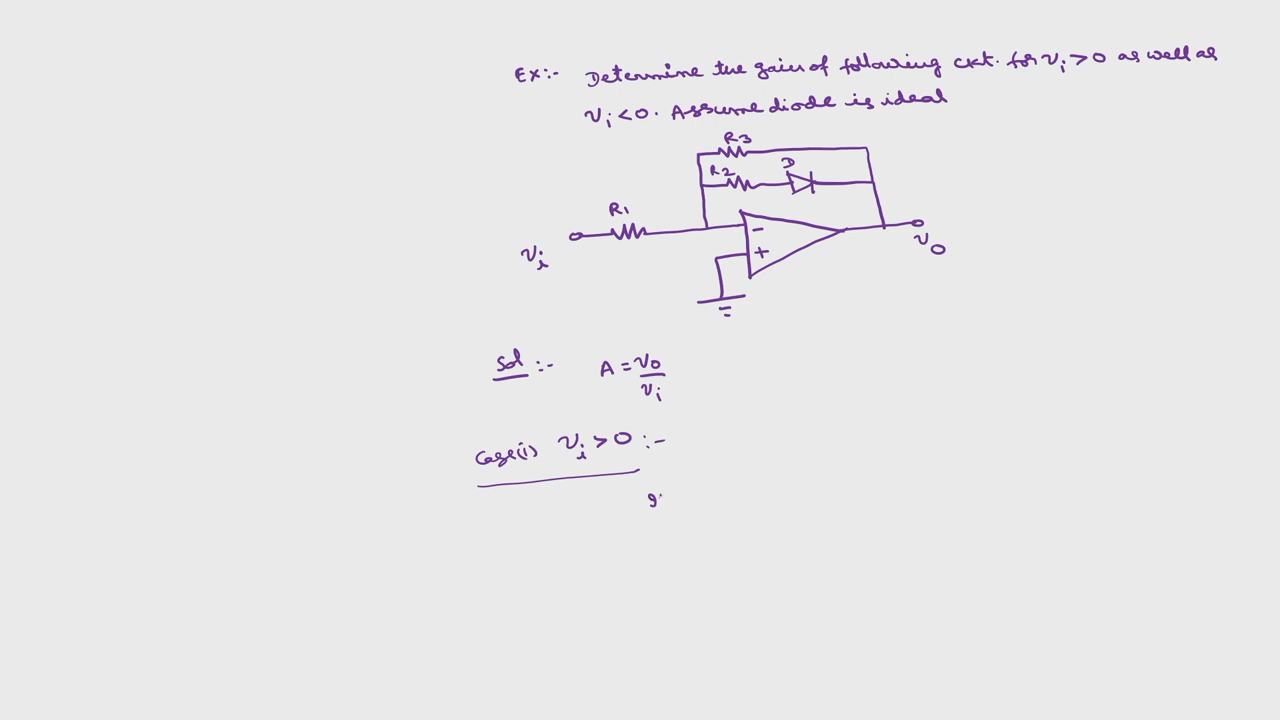 Ex:- Determine the gain of following ckt. for vi > 0 as well as
vi < 0. Assume diode is ideal
R3
R2 D
R1
vi
-
+
vo
Sol :- A = vo/vi
Case(i) vi > 0 :-